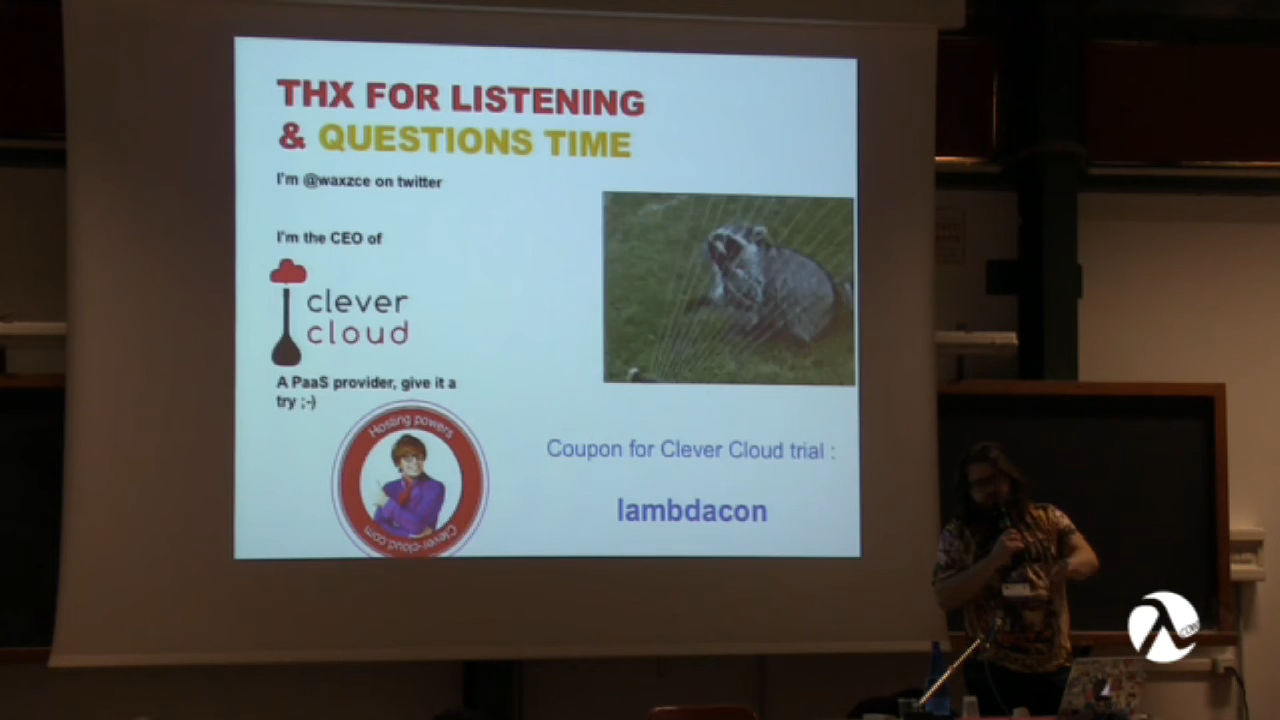 THX FOR LISTENING
& QUESTIONS TIME
I'm @waxzce on twitter
I'm the CEO of
clever
cloud
A PaaS provider, give it a
try ;-)
Hosting powers
Clever-cloud.com
Coupon for Clever Cloud trial :
lambdacon
λ
CON